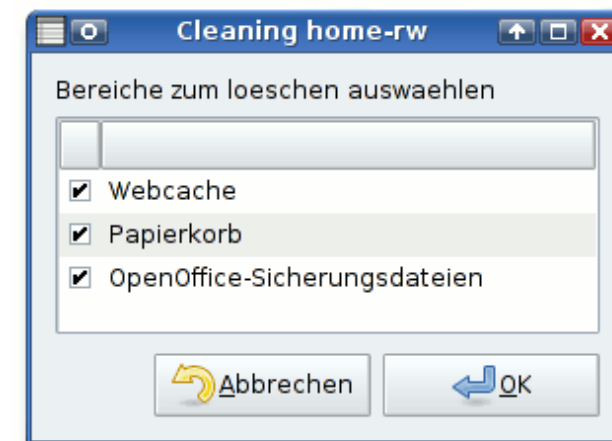 Cleaning home-rw
Bereiche zum loeschen auswaehlen
Webcache
Papierkorb
OpenOffice-Sicherungsdateien
Abbrechen
OK